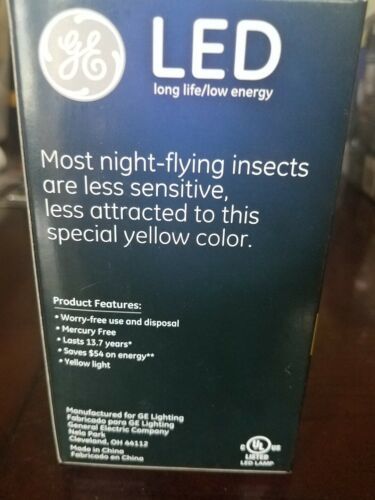 GE
LED
long life/low energy
Most night-flying insects
are less sensitive,
less attracted to this
special yellow color.
Product Features:
• Worry-free use and disposal
• Mercury Free
• Lasts 13.7 years*
• Saves $54 on energy**
• Yellow light
Manufactured for GE Lighting
Fabricado para GE Lighting
General Electric Company
Nela Park
Cleveland, OH 44112
Made in China
Fabricado en China
C UL US
LISTED
LED LAMP